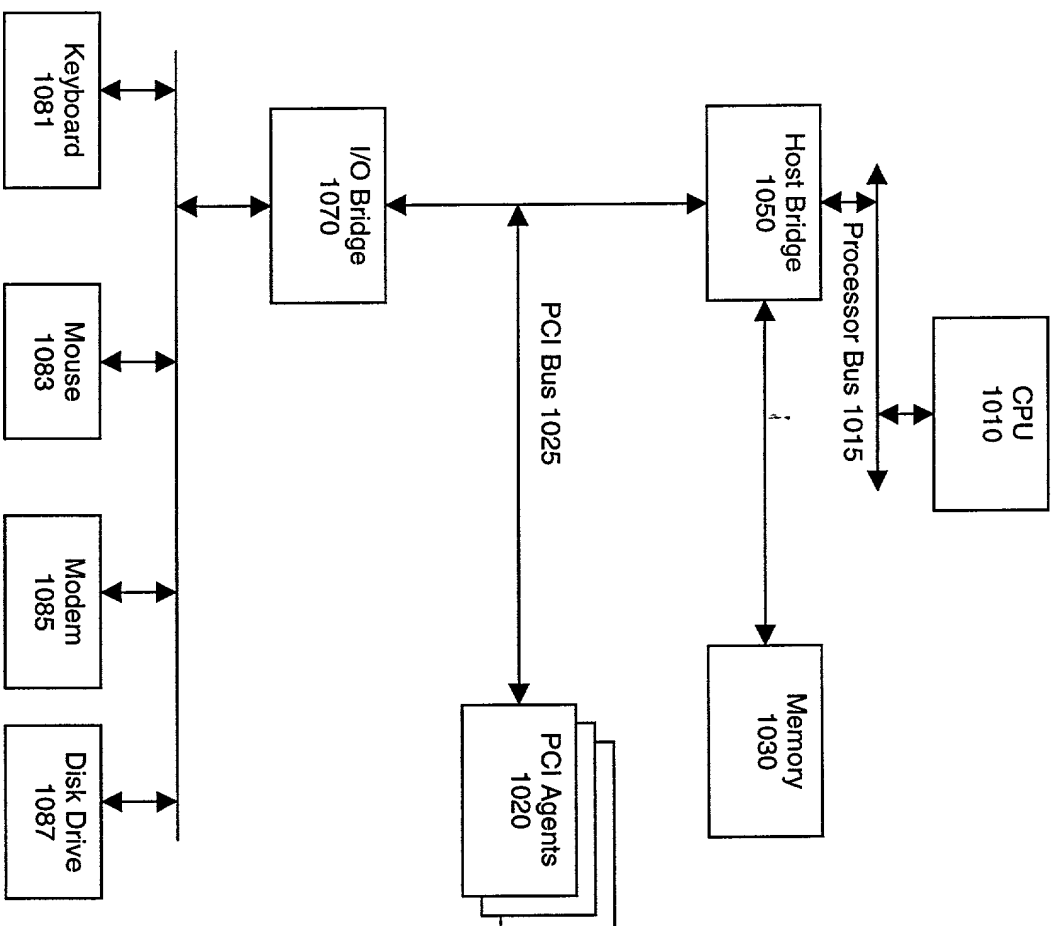 CPU
1010
Processor Bus 1015
Host Bridge
1050
Memory
1030
PCI Bus 1025
PCI Agents
1020
I/O Bridge
1070
Keyboard
1081
Mouse
1083
Modem
1085
Disk Drive
1087